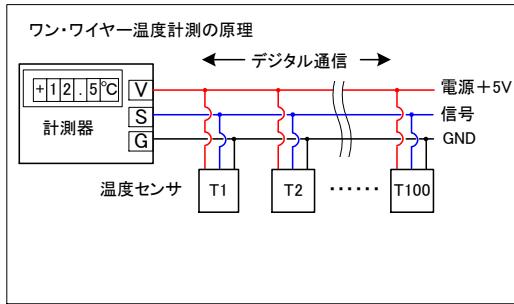 ワン・ワイヤー温度計測の原理
デジタル通信
+12.5℃
V
電源+5V
S
信号
計測器
G
GND
温度センサ
T1
T2
……
T100